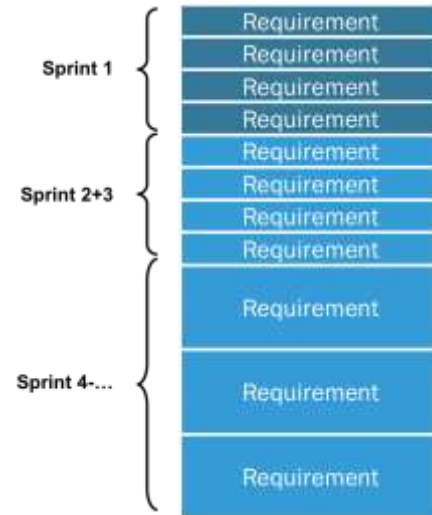 Requirement
Requirement
Sprint 1
Requirement
Requirement
Requirement
Requirement
Sprint 2+3
Requirement
Requirement
Requirement
Requirement
Sprint 4-...
Requirement